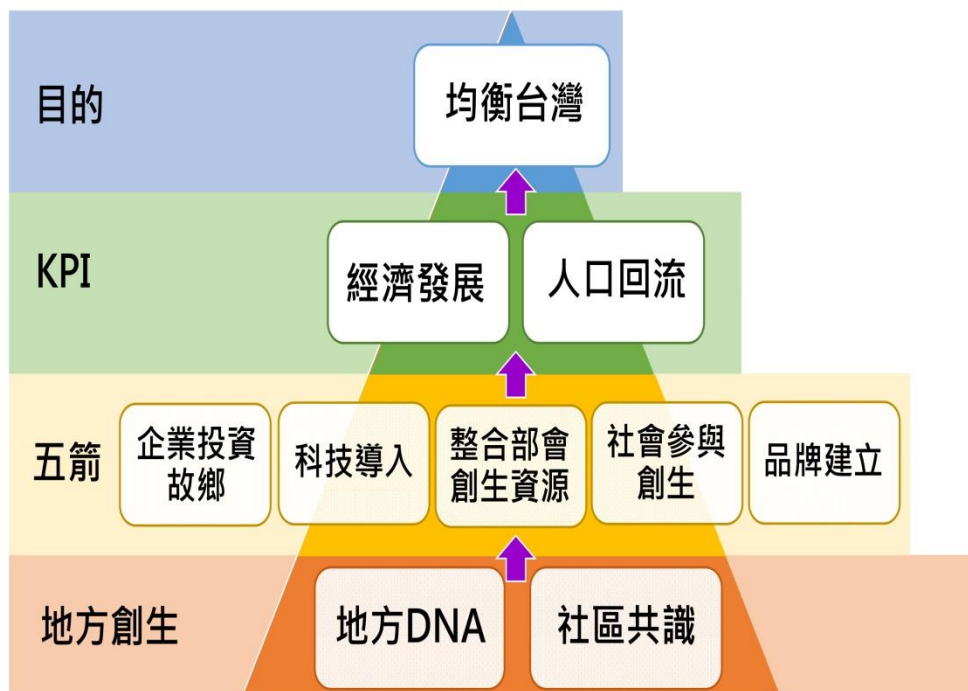 目的
均衡台灣
KPI
經濟發展
人口回流
五箭
企業投資
故鄉
科技導入
整合部會
創生資源
社會參與
創生
品牌建立
地方創生
地方DNA
社區共識